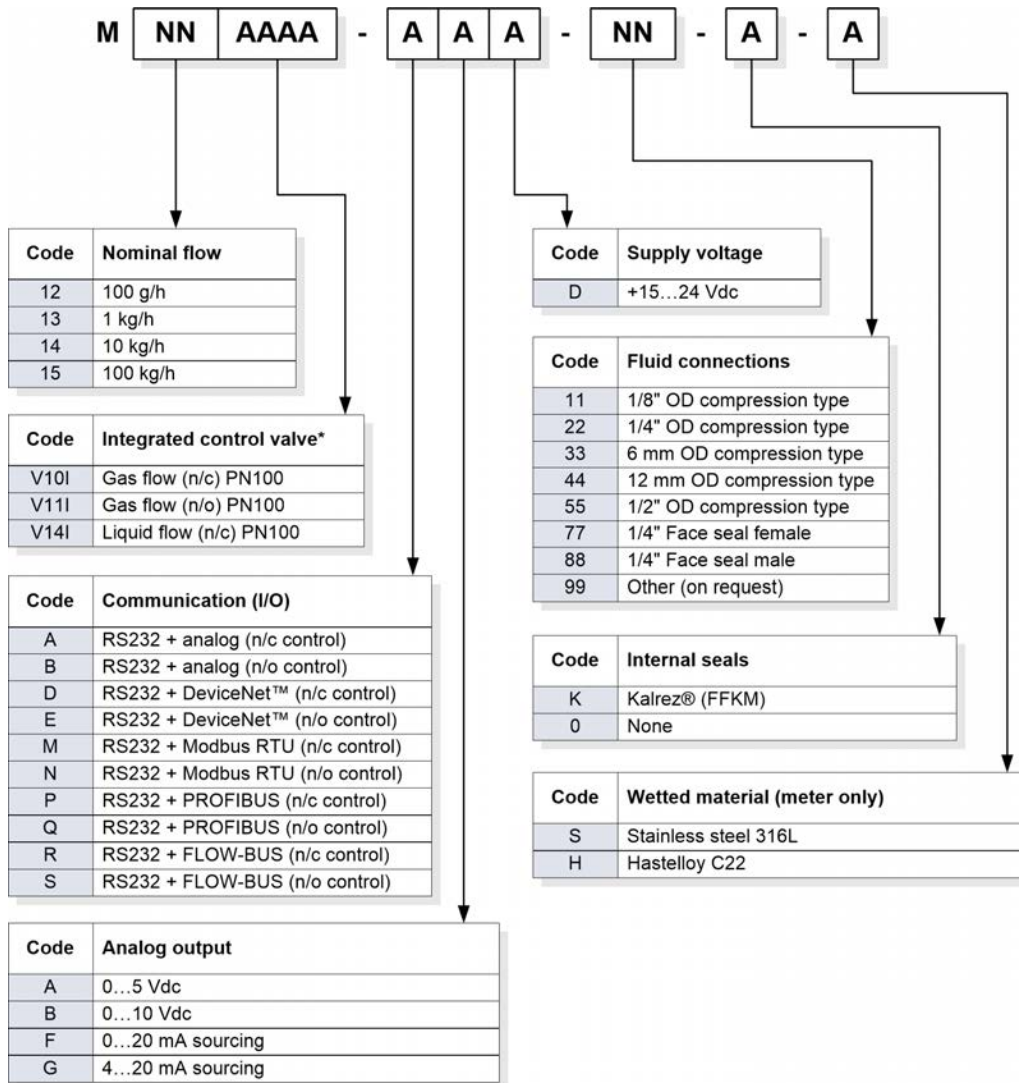 M NN AAAA - A A A - NN - A - A
Code Nominal flow
12 100 g/h
13 1 kg/h
14 10 kg/h
15 100 kg/h
Code Integrated control valve*
V10I Gas flow (n/c) PN100
V11I Gas flow (n/o) PN100
V14I Liquid flow (n/c) PN100
Code Communication (I/O)
A RS232 + analog (n/c control)
B RS232 + analog (n/o control)
D RS232 + DeviceNet™ (n/c control)
E RS232 + DeviceNet™ (n/o control)
M RS232 + Modbus RTU (n/c control)
N RS232 + Modbus RTU (n/o control)
P RS232 + PROFIBUS (n/c control)
Q RS232 + PROFIBUS (n/o control)
R RS232 + FLOW-BUS (n/c control)
S RS232 + FLOW-BUS (n/o control)
Code Analog output
A 0…5 Vdc
B 0…10 Vdc
F 0…20 mA sourcing
G 4…20 mA sourcing
Code Supply voltage
D +15…24 Vdc
Code Fluid connections
11 1/8" OD compression type
22 1/4" OD compression type
33 6 mm OD compression type
44 12 mm OD compression type
55 1/2" OD compression type
77 1/4" Face seal female
88 1/4" Face seal male
99 Other (on request)
Code Internal seals
K Kalrez® (FFKM)
0 None
Code Wetted material (meter only)
S Stainless steel 316L
H Hastelloy C22